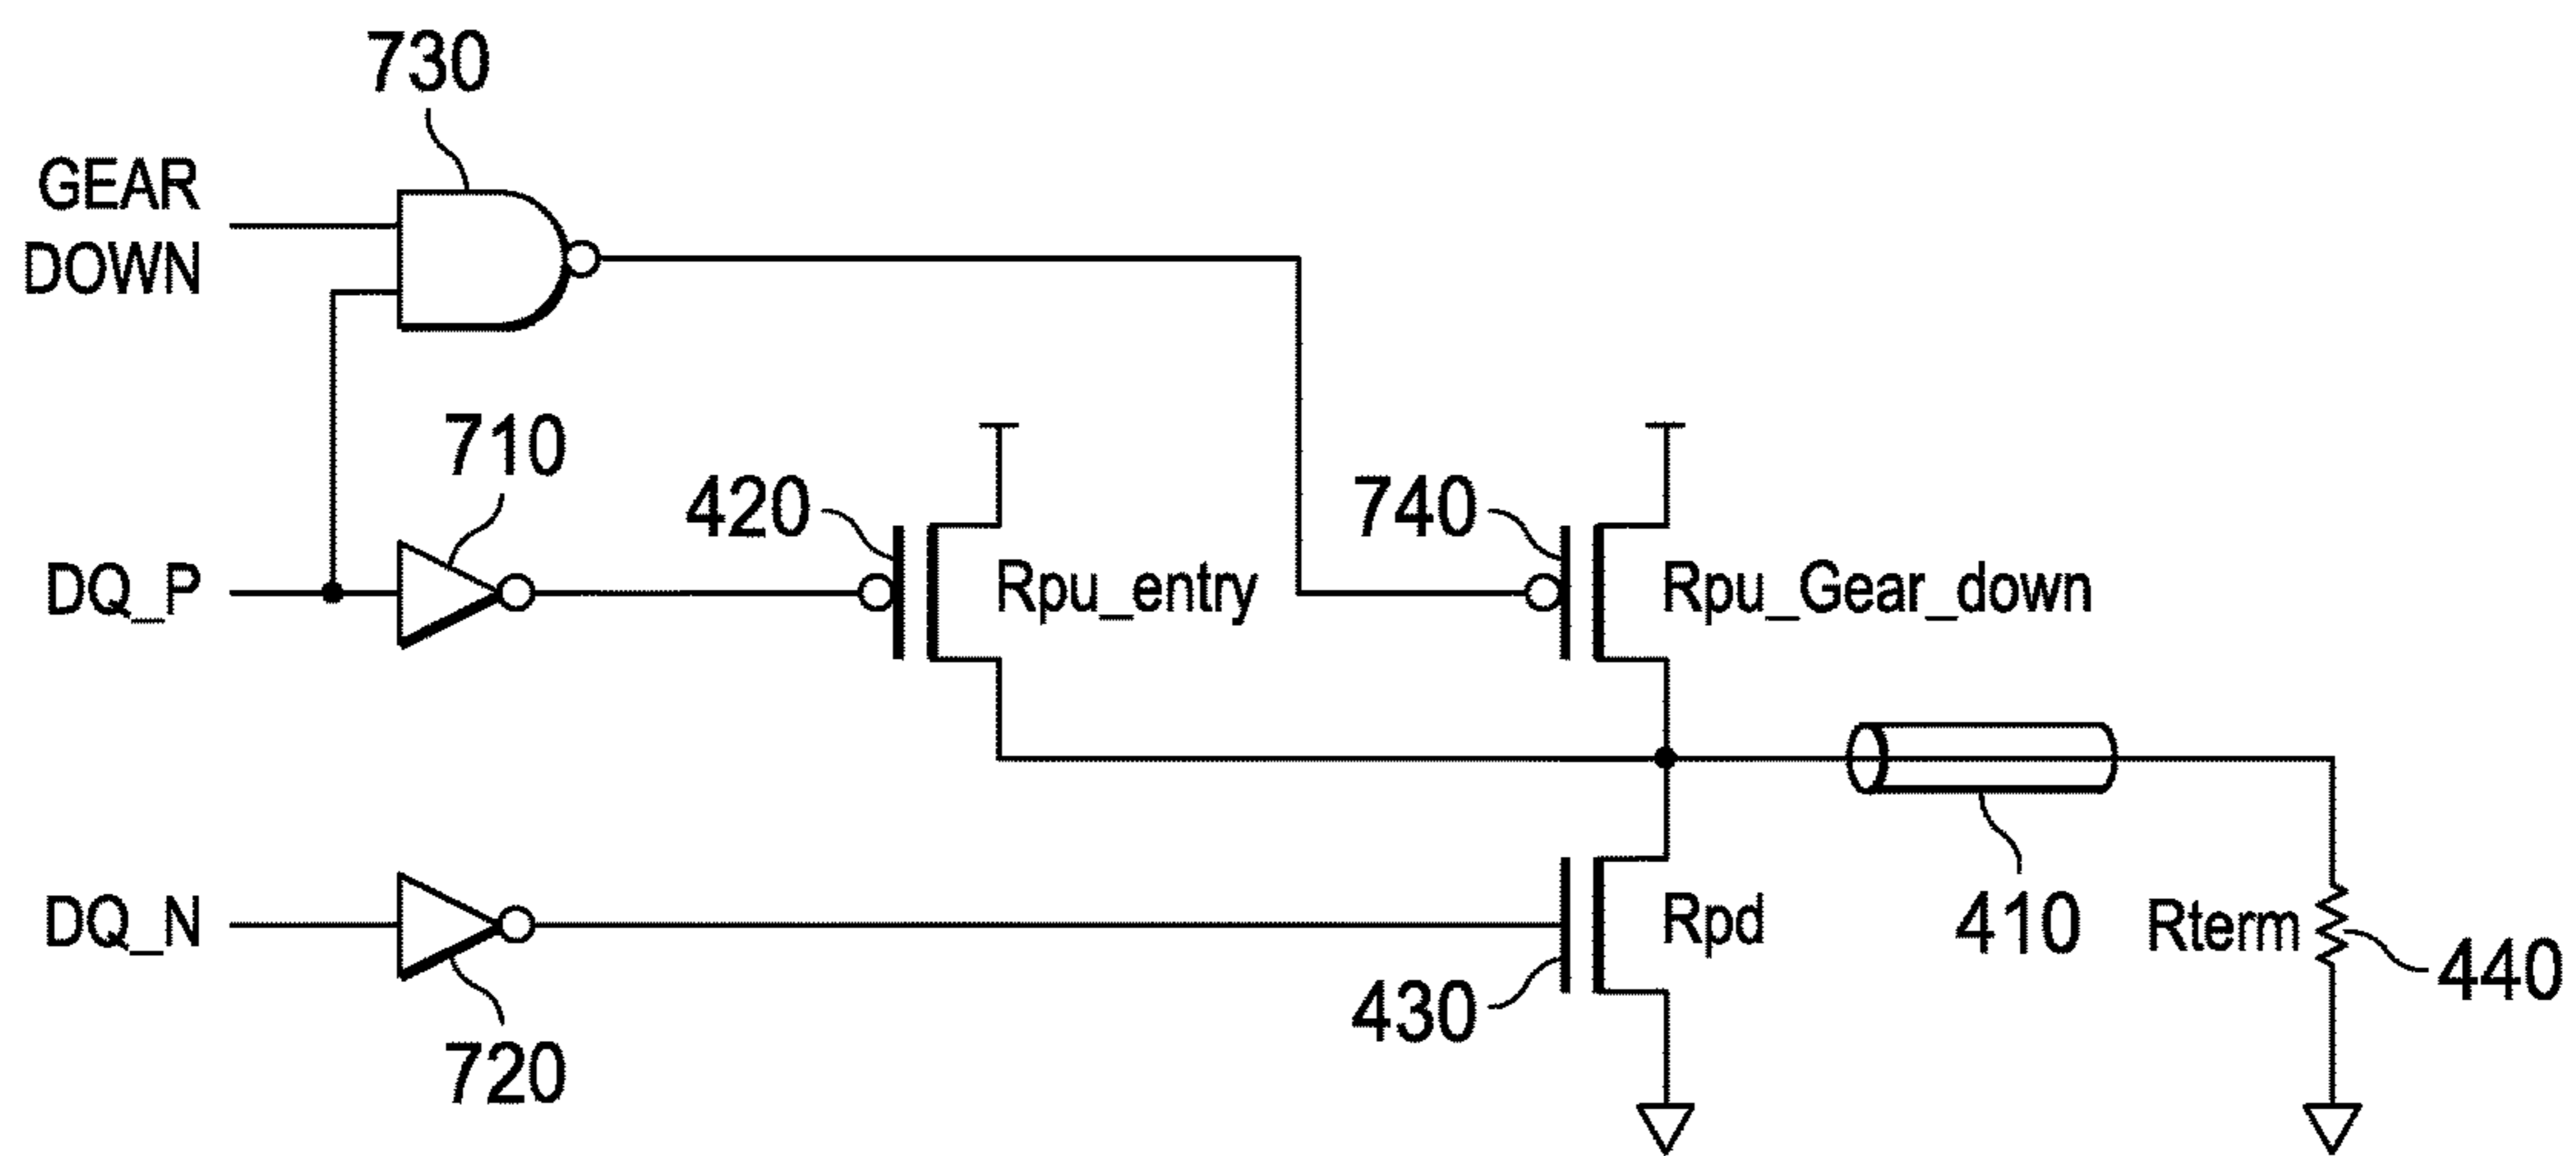 730
GEAR
DOWN
710
420
740
DQ_P
Rpu_entry
Rpu_Gear_down
DQ_N
Rpd
410
Rterm
440
430
720